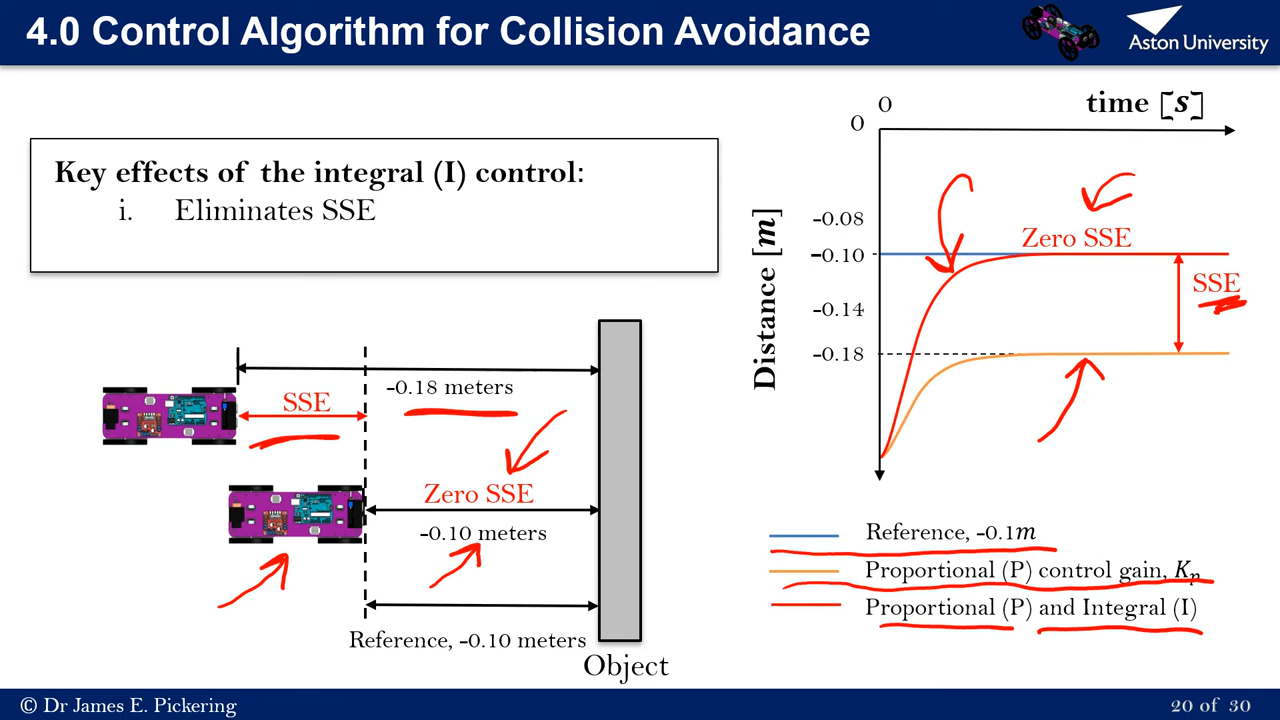 4.0 Control Algorithm for Collision Avoidance
Aston University
Key effects of the integral (I) control:
i. Eliminates SSE
0
time [s]
0
Distance [m]
-0.08
Zero SSE
-0.10
SSE
-0.14
-0.18
-0.18 meters
SSE
Zero SSE
-0.10 meters
Reference, -0.10 meters
Object
Reference, -0.1m
Proportional (P) control gain, Kp
Proportional (P) and Integral (I)
© Dr James E. Pickering
20 of 30